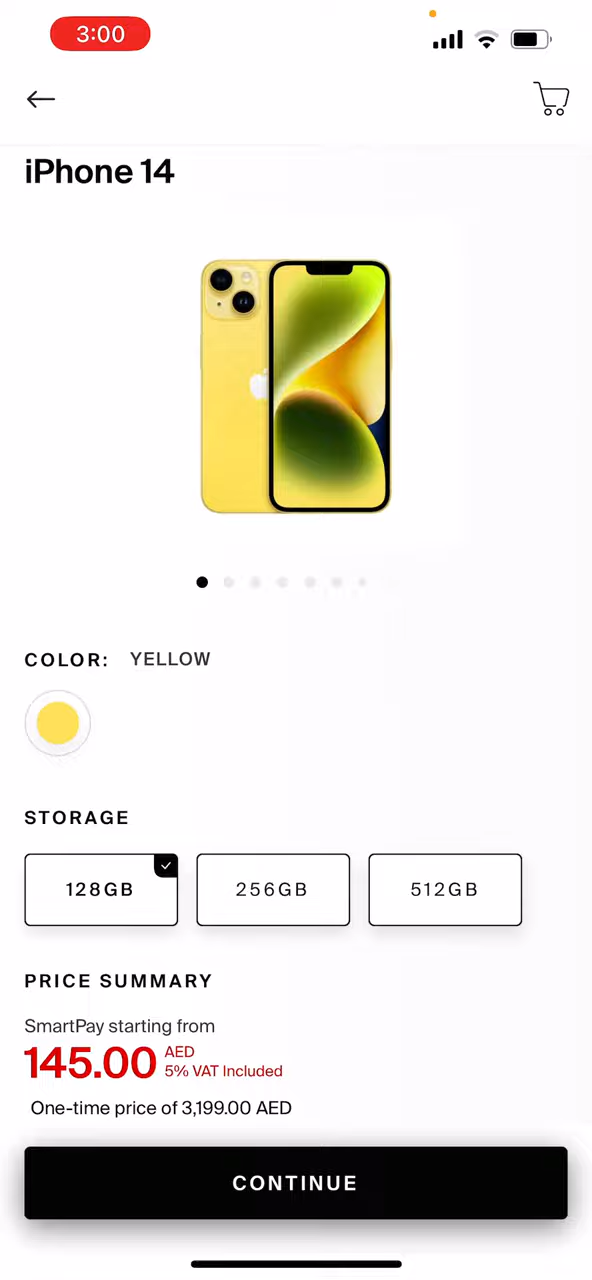 3:00
iPhone 14
COLOR: YELLOW
STORAGE
128GB 256GB 512GB
PRICE SUMMARY
SmartPay starting from
145.00 AED
5% VAT Included
One-time price of 3,199.00 AED
CONTINUE